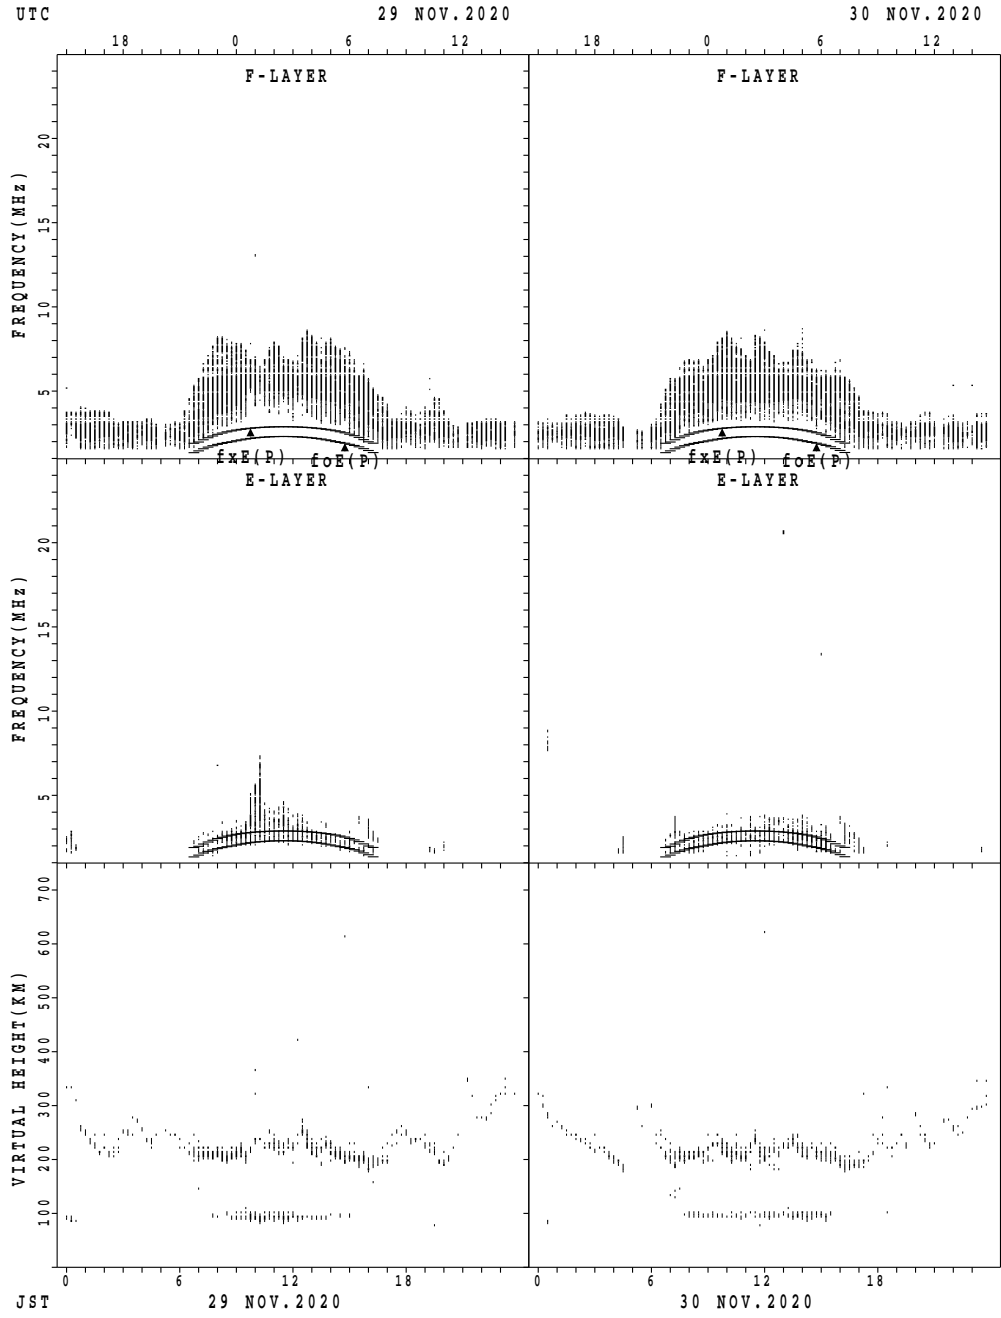 UTC 29 NOV.2020 30 NOV.2020
18 0 6 12 18 0 6 12
F-LAYER F-LAYER
FREQUENCY(MHz)
20
15
10
5
fxE(P) foE(P) fxE(P) foE(P)
E-LAYER E-LAYER
FREQUENCY(MHz)
20
15
10
5
VIRTUAL HEIGHT(KM)
700
600
500
400
300
200
100
0 6 12 18 0 6 12 18
JST 29 NOV.2020 30 NOV.2020